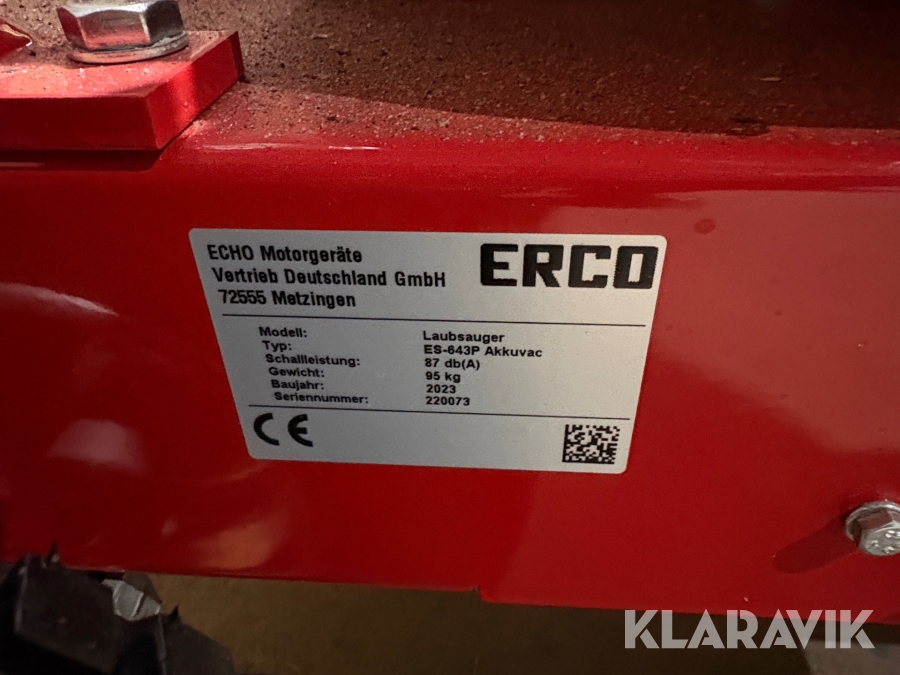 ECHO Motorgeräte
Vertrieb Deutschland GmbH
72555 Metzingen
ERCO
Modell: Laubsauger
Typ: ES-643P Akkuvac
Schallleistung: 87 db(A)
Gewicht: 95 kg
Baujahr: 2023
Seriennummer: 220073
CE
KLARAVIK